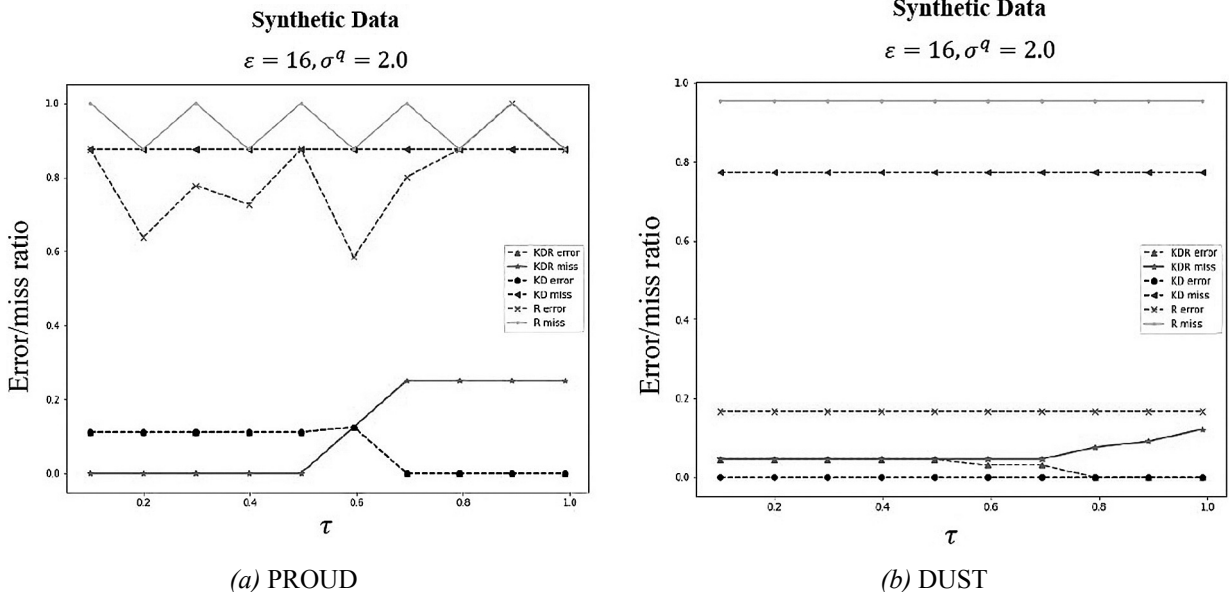 Synthetic Data
ε = 16, σ^q = 2.0
Error/miss ratio
1.0
0.8
0.6
0.4
0.2
0.0
KDR error
KDR miss
KD error
KD miss
R error
R miss
0.2 0.4 0.6 0.8 1.0
τ
(a) PROUD
Synthetic Data
ε = 16, σ^q = 2.0
Error/miss ratio
1.0
0.8
0.6
0.4
0.2
0.0
KDR error
KDR miss
KD error
KD miss
R error
R miss
0.2 0.4 0.6 0.8 1.0
τ
(b) DUST